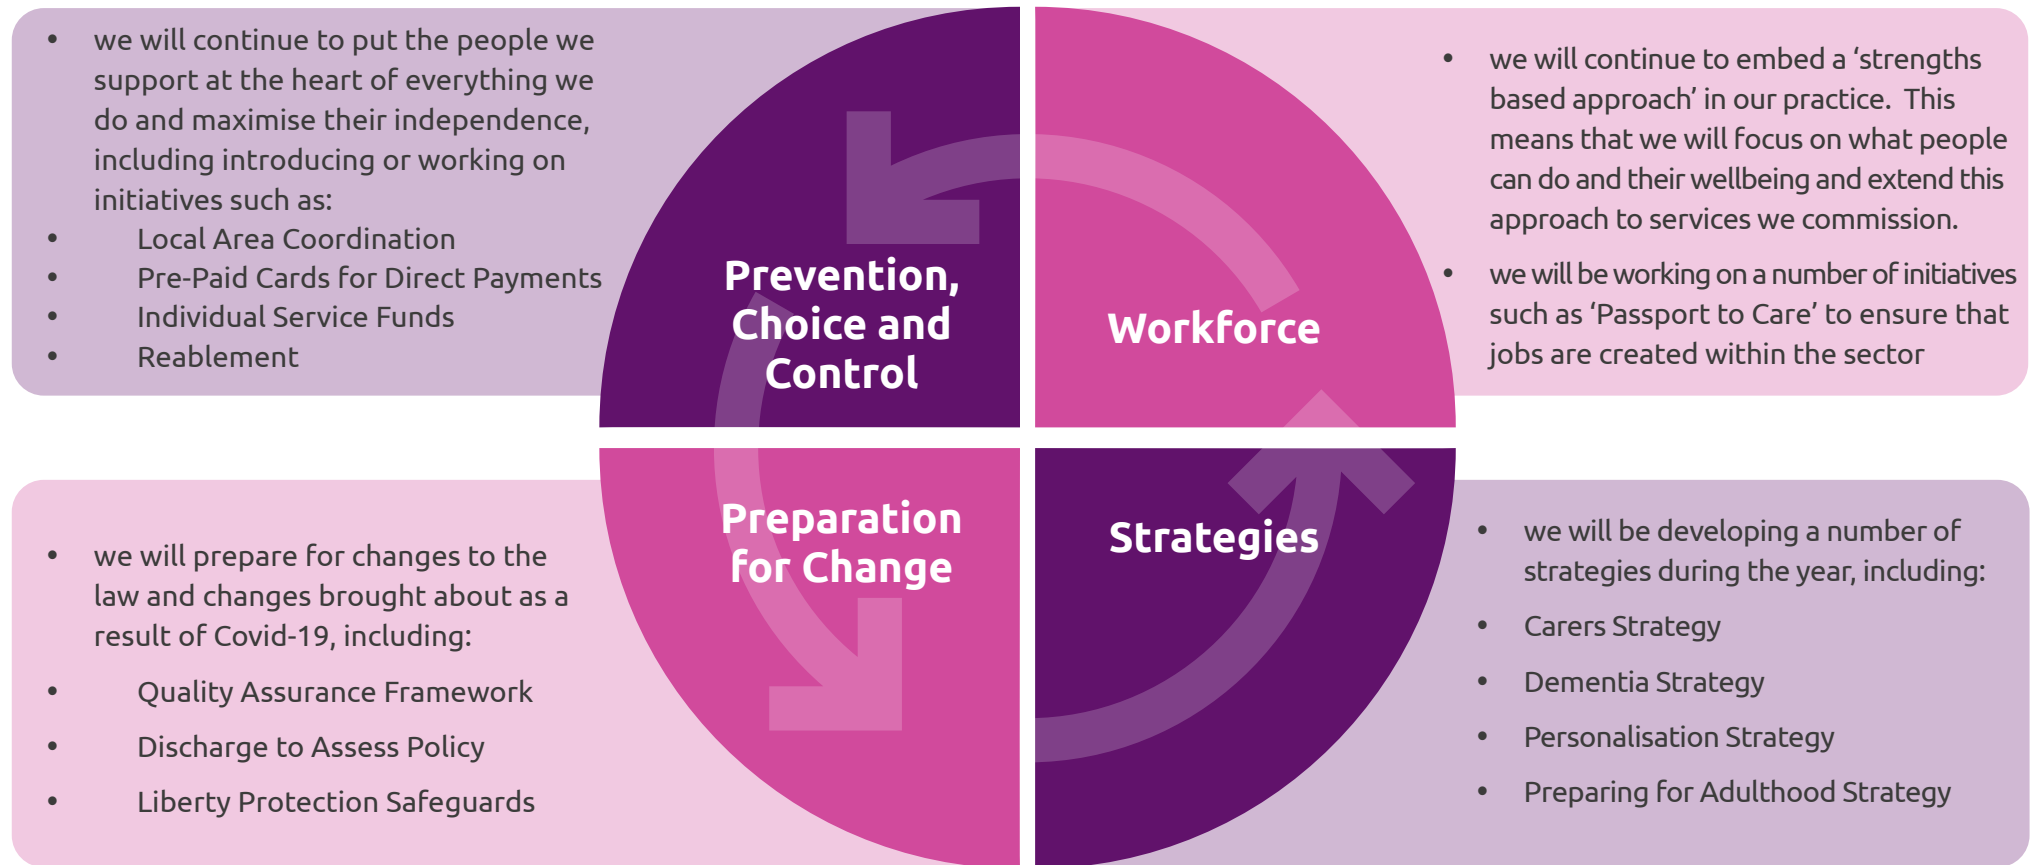 • we will continue to put the people we
support at the heart of everything we
do and maximise their independence,
including introducing or working on
initiatives such as:
• Local Area Coordination
• Pre-Paid Cards for Direct Payments
• Individual Service Funds
• Reablement
Prevention,
Choice and
Control
Workforce
• we will continue to embed a ‘strengths
based approach’ in our practice.  This
means that we will focus on what people
can do and their wellbeing and extend this
approach to services we commission.
• we will be working on a number of initiatives
such as ‘Passport to Care’ to ensure that
jobs are created within the sector
• we will prepare for changes to the
law and changes brought about as a
result of Covid-19, including:
• Quality Assurance Framework
• Discharge to Assess Policy
• Liberty Protection Safeguards
Preparation
for Change
Strategies
• we will be developing a number of
strategies during the year, including:
• Carers Strategy
• Dementia Strategy
• Personalisation Strategy
• Preparing for Adulthood Strategy